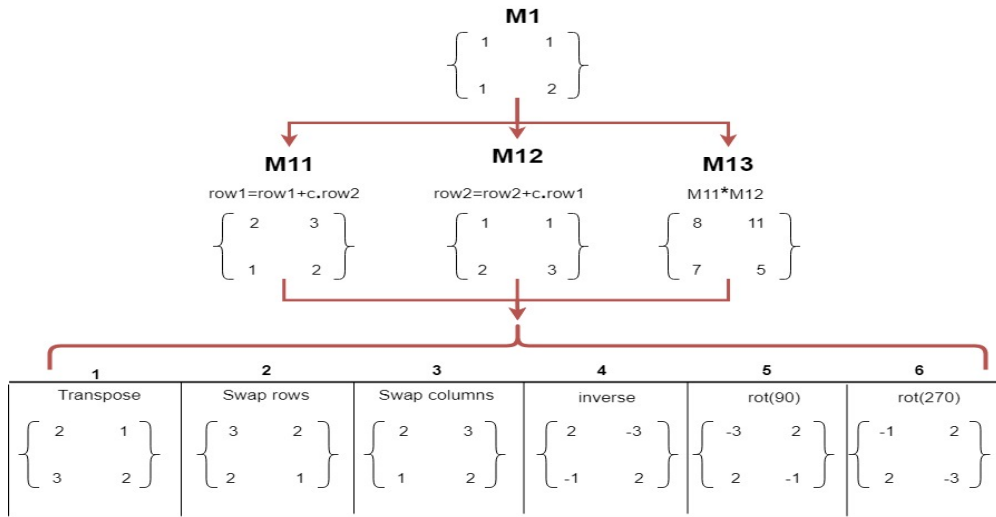 M1
1 1
1 2
M11 M12 M13
row1=row1+c.row2 row2=row2+c.row1 M11*M12
2 3 1 1 8 11
1 2 2 3 7 5
1 2 3 4 5 6
Transpose Swap rows Swap columns inverse rot(90) rot(270)
2 1 3 2 2 3 2 -3 -3 2 -1 2
3 2 2 1 1 2 -1 2 2 -1 2 -3